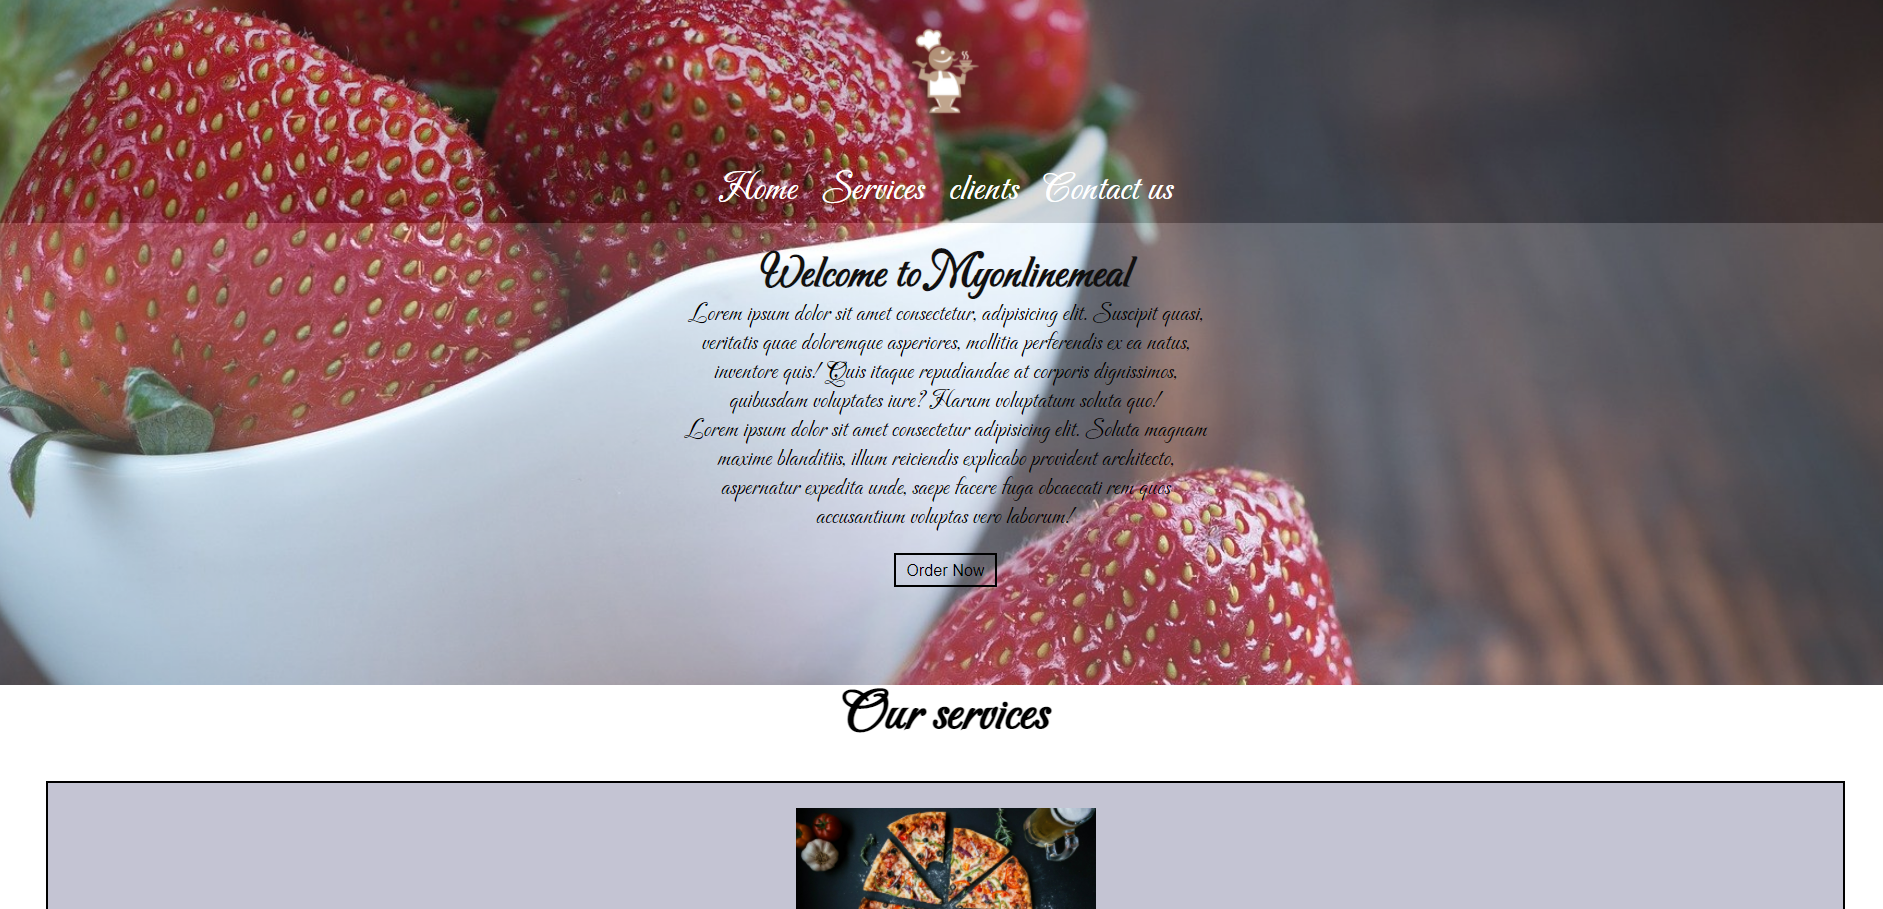 Home Services clients Contact us
Welcome to Myonlinemeal
Lorem ipsum dolor sit amet consectetur, adipisicing elit. Suscipit quasi,
veritatis quae doloremque asperiores, mollitia perferendis ex ea natus,
inventore quis! Quis itaque repudiandae at corporis dignissimos,
quibusdam voluptates iure? Harum voluptatum soluta quo!
Lorem ipsum dolor sit amet consectetur adipisicing elit. Soluta magnam
maxime blanditiis, illum reiciendis explicabo provident architecto,
aspernatur expedita unde, saepe facere fuga obcaecati rem quos
accusantium voluptas vero laborum!
Order Now
Our services